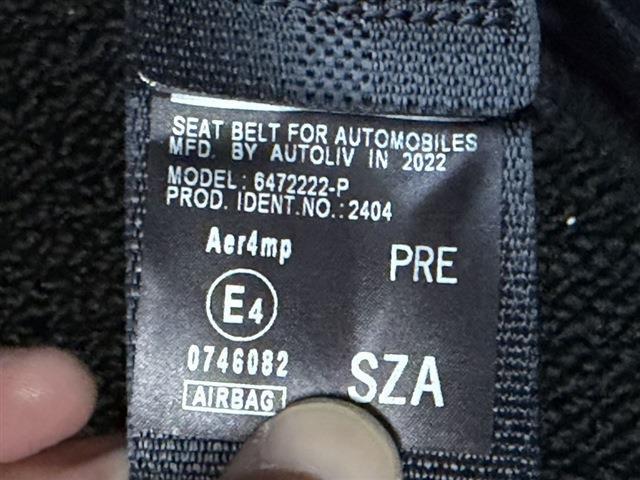 SEAT BELT FOR AUTOMOBILES
MFD. BY AUTOLIV IN 2022
MODEL: 6472222-P
PROD. IDENT.NO.:2404
Aer4mp
PRE
E4
0746082
SZA
AIRBAG